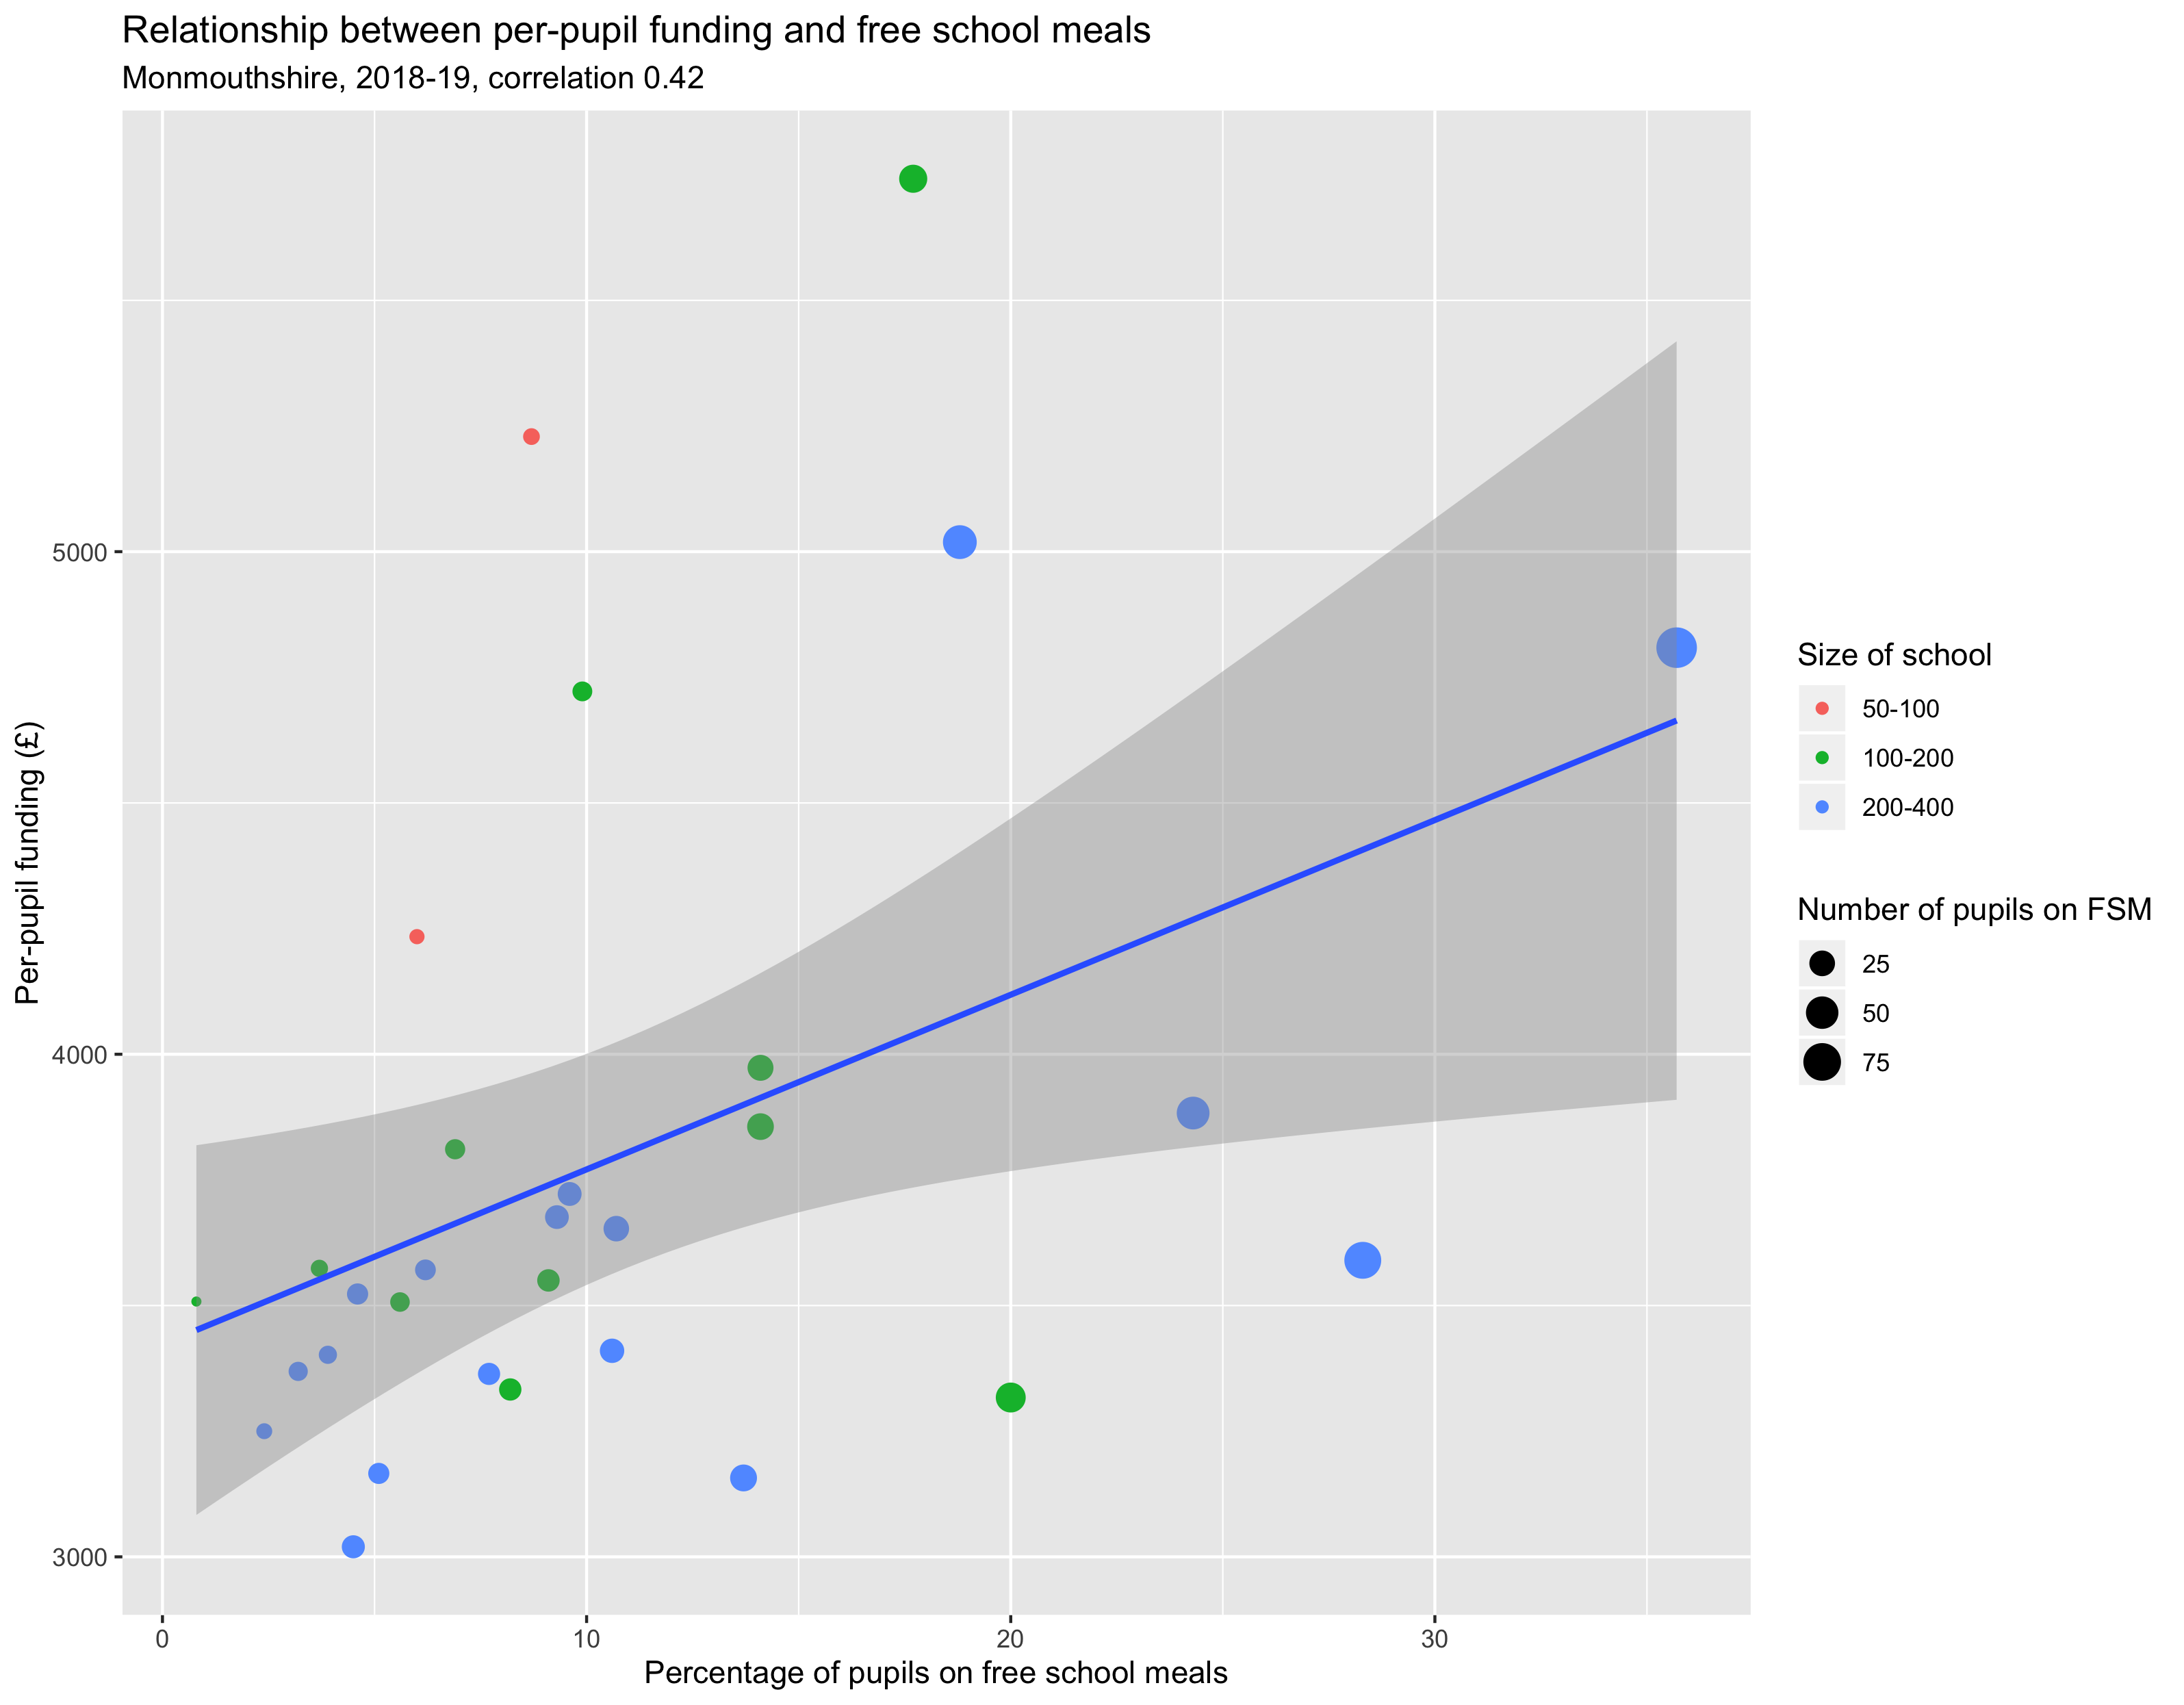 Relationship between per-pupil funding and free school meals
Monmouthshire, 2018-19, correlation 0.42
Per-pupil funding (£)
5000
4000
3000
0 10 20 30
Percentage of pupils on free school meals
Size of school
50-100
100-200
200-400
Number of pupils on FSM
25
50
75